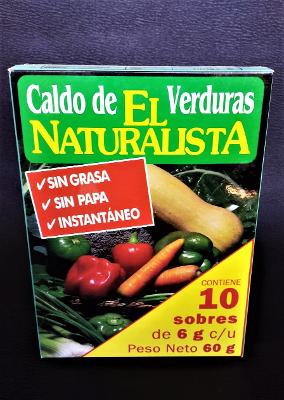 Caldo de EL Verduras
NATURALISTA
✓SIN GRASA
✓SIN PAPA
✓INSTANTÁNEO
CONTIENE
10
sobres
de 6 g c/u
Peso Neto 60 g